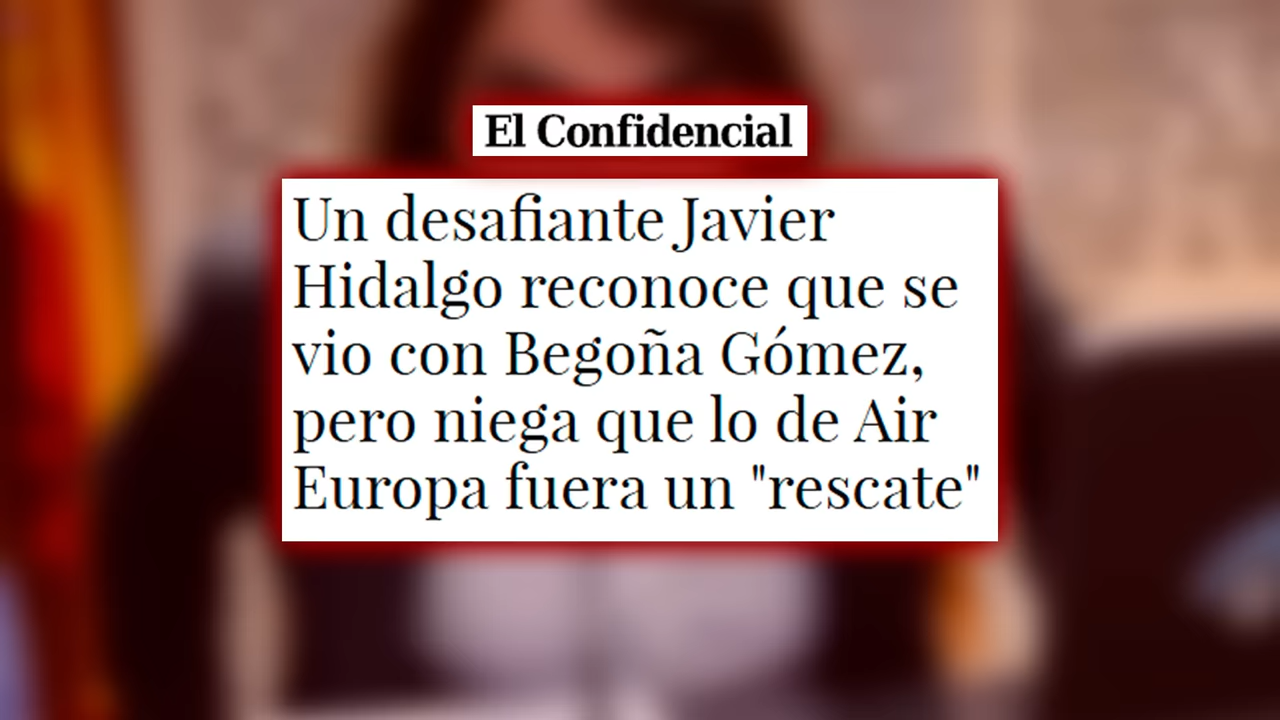 El Confidencial
Un desafiante Javier
Hidalgo reconoce que se
vio con Begoña Gómez,
pero niega que lo de Air
Europa fuera un "rescate"